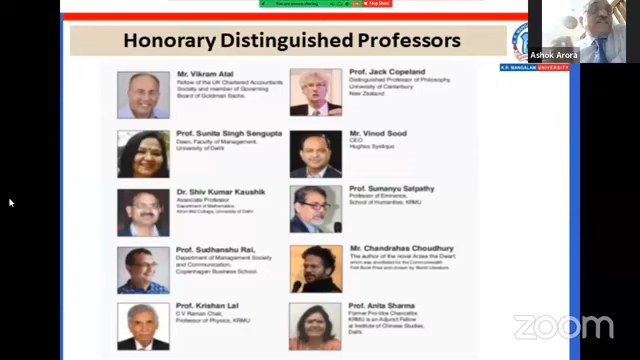 You are screen sharing
Stop Share
Honorary Distinguished Professors
Ashok Arora
K.R. MANGALAM UNIVERSITY
Mr. Vikram Atal
Fellow of the UK Chartered Accountants
Society and member of Governing
Board of Goldman Sachs.
Prof. Jack Copeland
Distinguished Professor of Philosophy
University of Canterbury
New Zealand
Prof. Sunita Singh Sengupta
Dean, Faculty of Management,
University of Delhi
Mr. Vinod Sood
CEO
Hughes Systique
Dr. Shiv Kumar Kaushik
Associate Professor
Department of Mathematics
Kirori Mal College, University of Delhi
Prof. Sumanyu Satpathy
Professor of Eminence,
School of Humanities, KRMU
Prof. Sudhanshu Rai,
Department of Management Society
and Communication,
Copenhagen Business School.
Mr. Chandrahas Choudhury
The author of the novel Arzee the Dwarf,
which was shortlisted for the Commonwealth
First Book Prize and chosen by World Literature
Prof. Krishan Lal
C V Raman Chair,
Professor of Physics, KRMU
Prof. Anita Sharma
Former Pro-Vice Chancellor,
KRMU is an Adjunct Fellow
at Institute of Chinese Studies,
Delhi
zoom